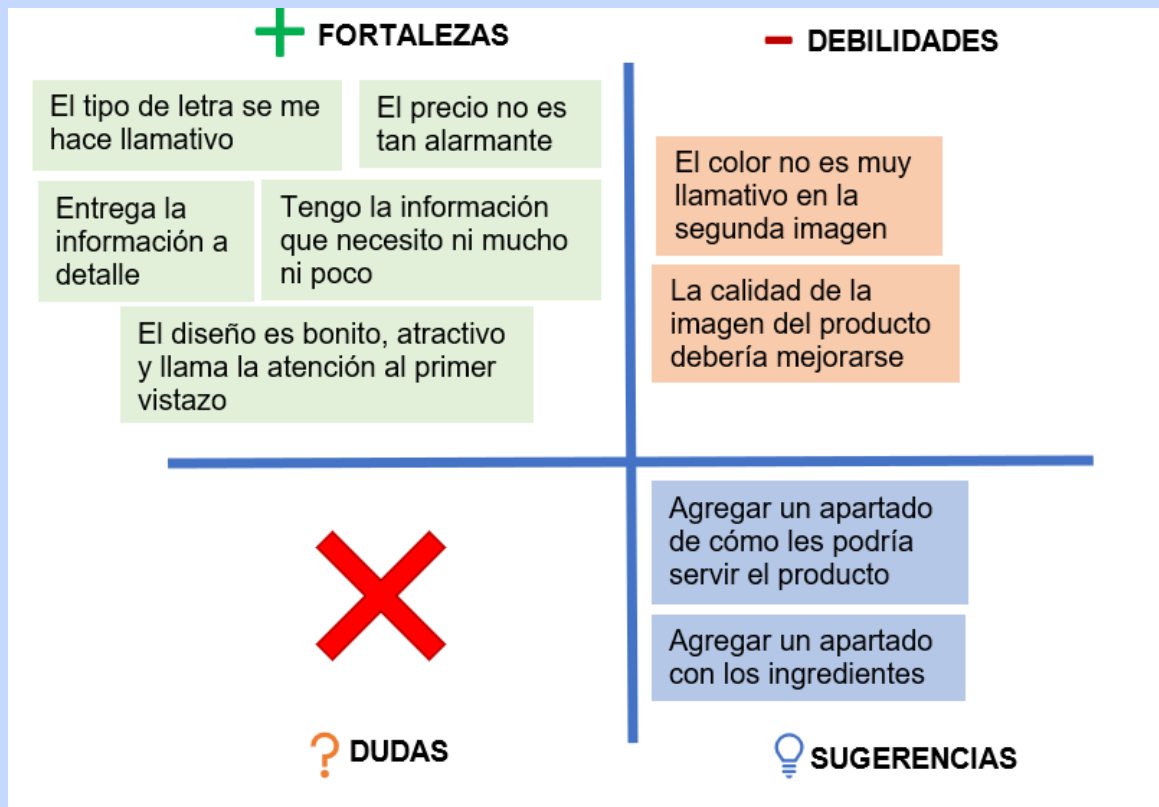 + FORTALEZAS
El tipo de letra se me
hace llamativo
El precio no es
tan alarmante
Entrega la
información a
detalle
Tengo la información
que necesito ni mucho
ni poco
El diseño es bonito, atractivo
y llama la atención al primer
vistazo
- DEBILIDADES
El color no es muy
llamativo en la
segunda imagen
La calidad de la
imagen del producto
debería mejorarse
? DUDAS
Agregar un apartado
de cómo les podría
servir el producto
Agregar un apartado
con los ingredientes
SUGERENCIAS